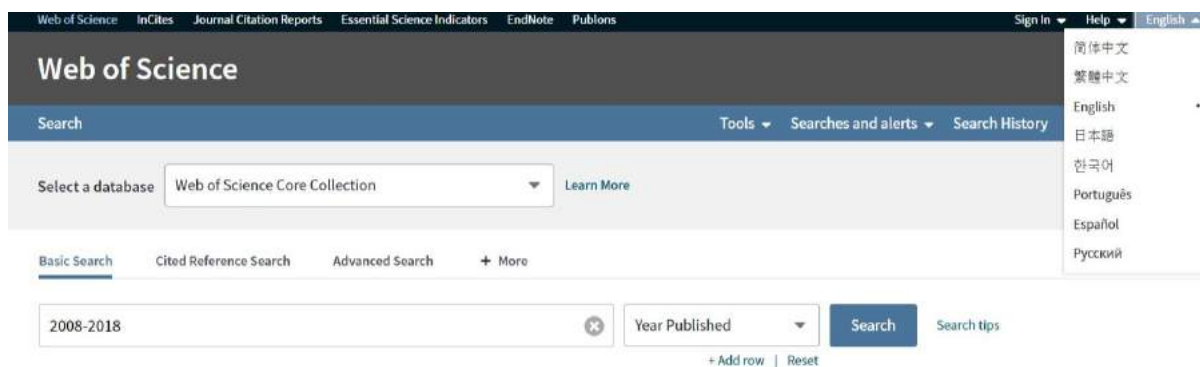 Web of Science InCites Journal Citation Reports Essential Science Indicators EndNote Publons Sign In Help English
Web of Science
简体中文
繁體中文
English
日本語
한국어
Português
Español
Русский
Search Tools Searches and alerts Search History
Select a database Web of Science Core Collection Learn More
Basic Search Cited Reference Search Advanced Search + More
2008-2018 Year Published Search Search tips
+ Add row | Reset